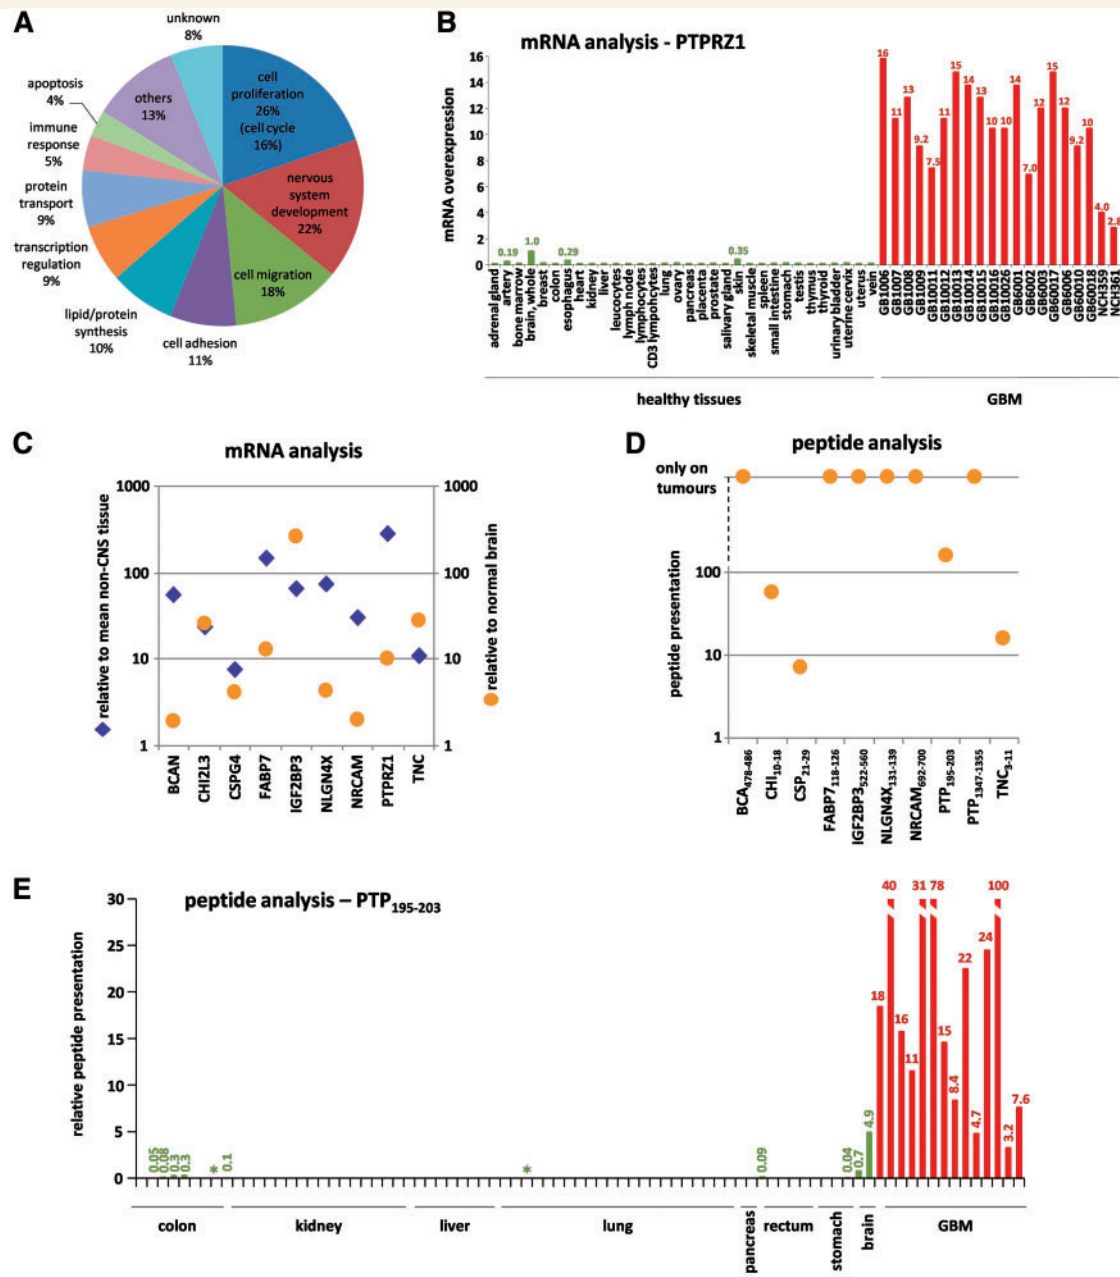 A
unknown
8%
apoptosis
4%
immune
response
5%
protein
transport
9%
transcription
regulation
9%
lipid/protein
synthesis
10%
cell adhesion
11%
cell migration
18%
nervous
system
development
22%
cell
proliferation
26%
(cell cycle
16%)
others
13%
B
mRNA analysis - PTPRZ1
mRNA overexpression
16
14
12
10
8
6
4
2
0
0.19
1.0
0.29
0.35
16
11
13
9.2
7.5
11
15
14
13
10
10
14
7.0
12
15
12
9.2
10
4.0
2.8
adrenal gland
artery
bone marrow
brain, whole
breast
colon
esophagus
heart
kidney
liver
leucocytes
lymph node
lymphocytes
CD3 lympohcytes
lung
ovary
pancreas
placenta
prostate
salivary gland
skin
skeletal muscle
spleen
small intestine
stomach
testis
thymus
thyroid
urinary bladder
uterine cervix
uterus
vein
GB1006
GB1007
GB1008
GB1009
GB10011
GB10012
GB10013
GB10014
GB10015
GB10016
GB10026
GB6001
GB6002
GB6003
GB60017
GB6006
GB60010
GB60018
NCH359
NCH361
healthy tissues
GBM
C
mRNA analysis
relative to mean non-CNS tissue
1000
100
10
1
1000
100
10
1
relative to normal brain
BCAN
CHI2L3
CSPG4
FABP7
IGF2BP3
NLGN4X
NRCAM
PTPRZ1
TNC
D
peptide analysis
only on
tumours
peptide presentation
100
10
1
BCA478-486
CHI10-18
CSP21-29
FABP7118-126
IGF2BP3522-560
NLGN4X131-139
NRCAM692-700
PTP195-203
PTP1347-1355
TNC3-11
E
peptide analysis – PTP195-203
relative peptide presentation
30
25
20
15
10
5
0
0.05
0.08
0.3
0.3
*
0.1
*
0.09
0.04
0.7
4.9
18
40
16
11
31
78
15
8.4
22
4.7
24
100
3.2
7.6
colon
kidney
liver
lung
pancreas
rectum
stomach
brain
GBM